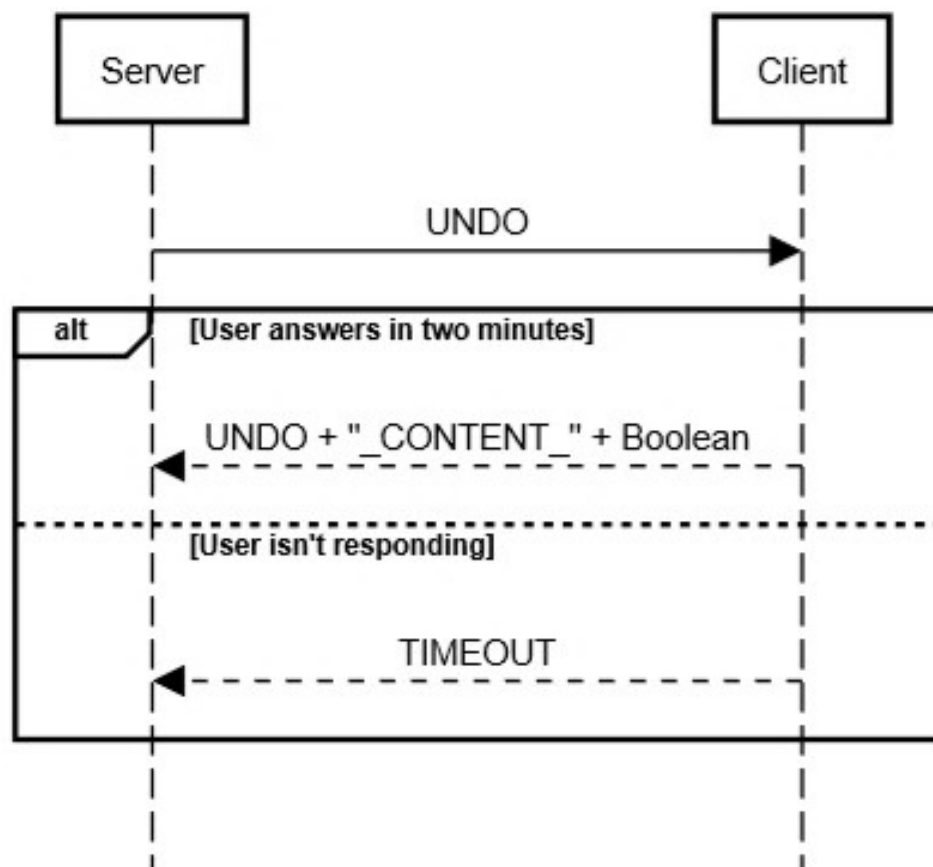 Server
Client
UNDO
alt
[User answers in two minutes]
UNDO + "_CONTENT_" + Boolean
[User isn't responding]
TIMEOUT